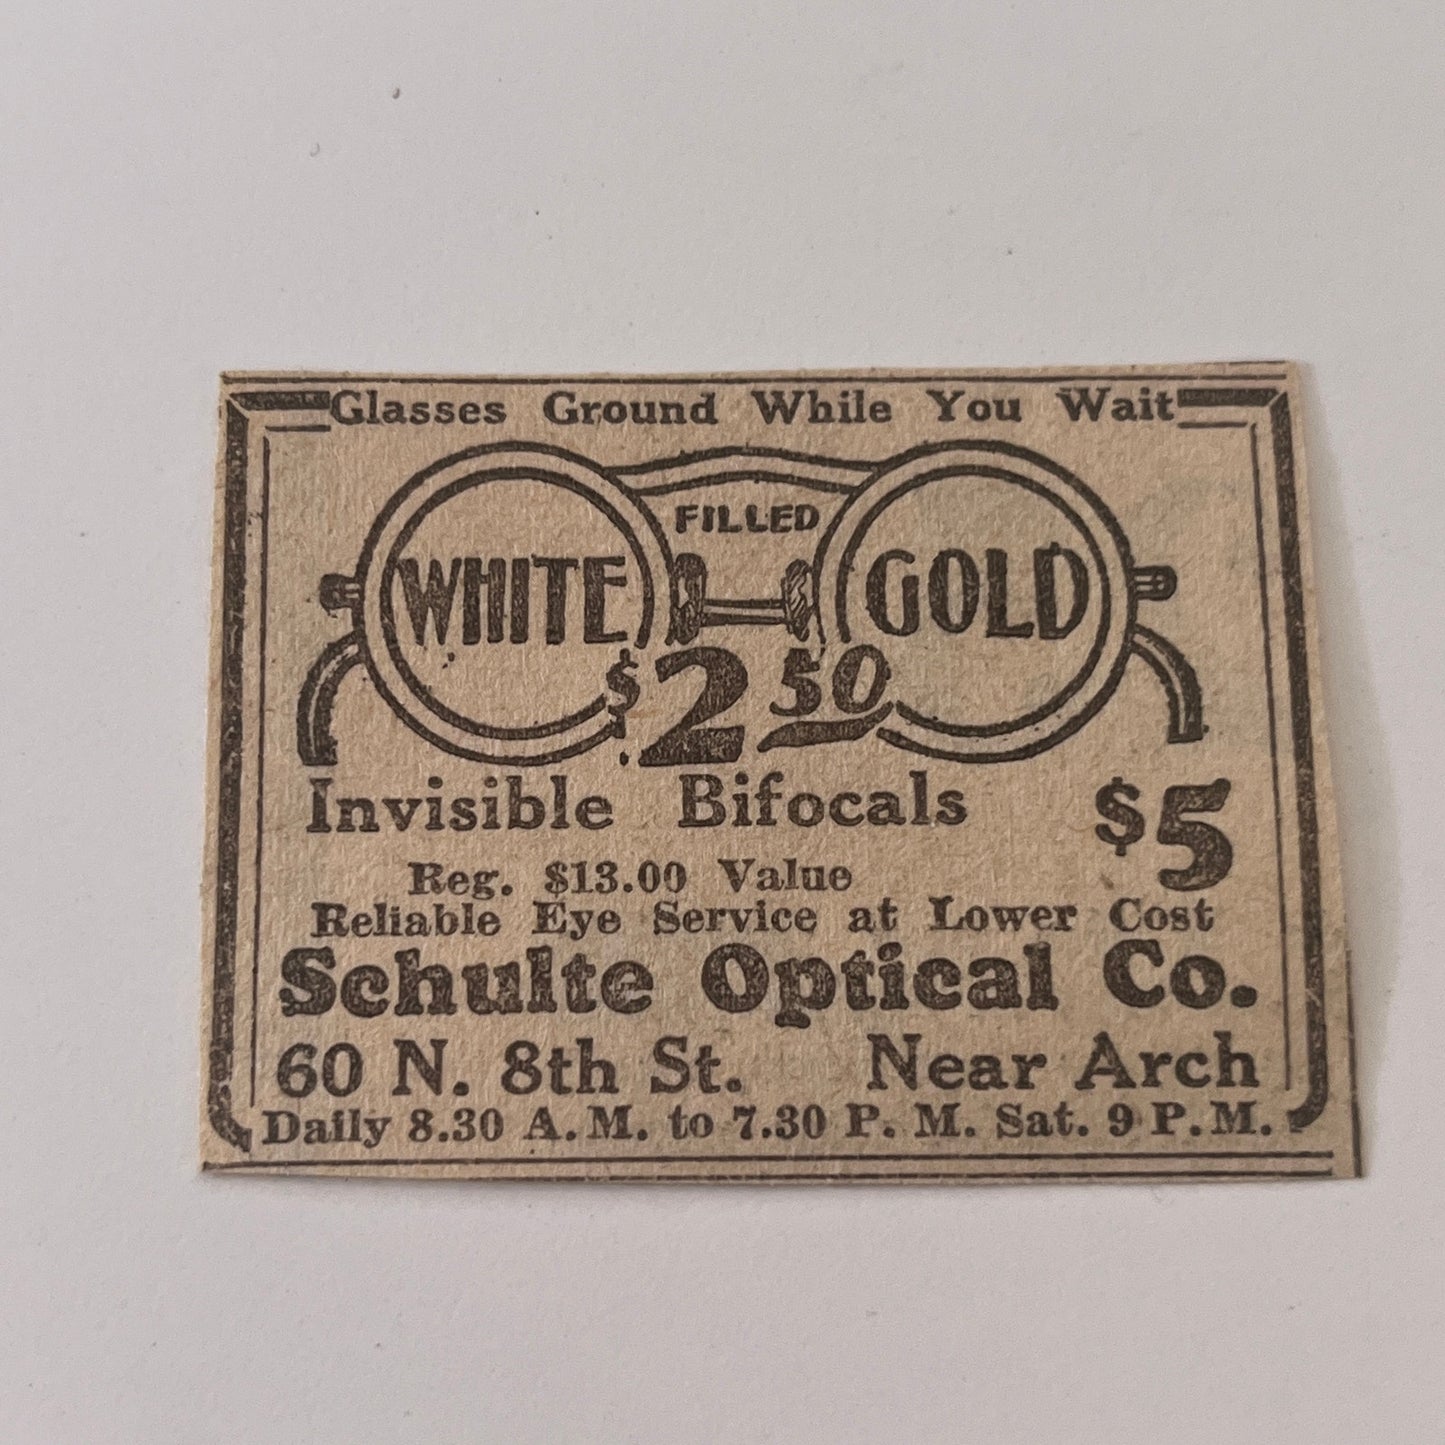 Glasses Ground While You Wait
WHITE FILLED GOLD
$2 50
Invisible Bifocals $5
Reg. $13.00 Value
Reliable Eye Service at Lower Cost
Schulte Optical Co.
60 N. 8th St. Near Arch
Daily 8.30 A.M. to 7.30 P. M. Sat. 9 P.M.